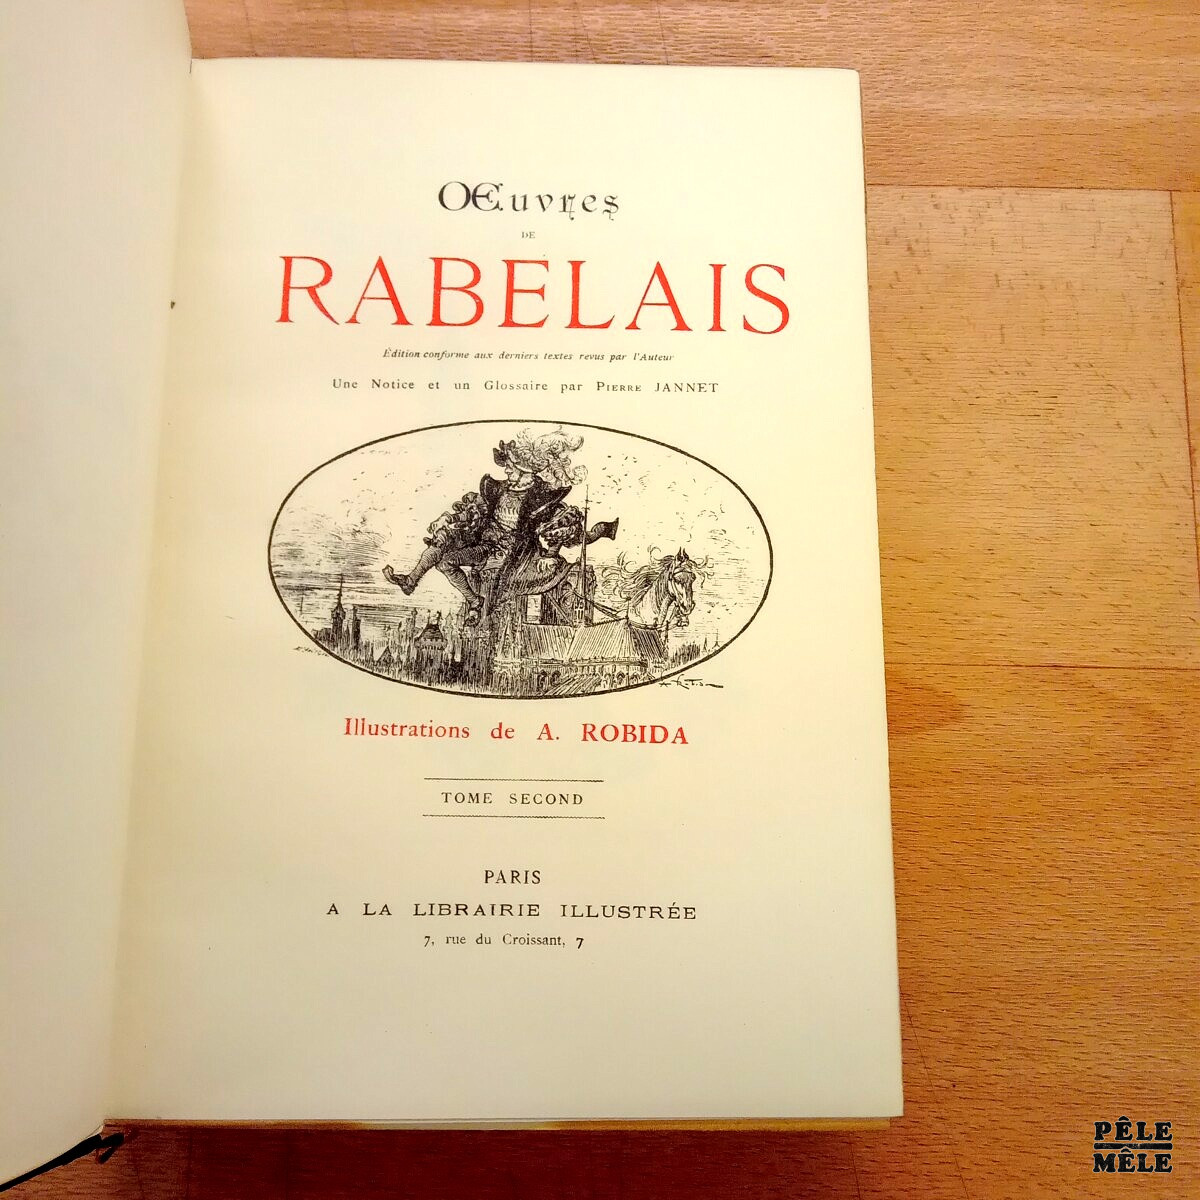 OEuvres
DE
RABELAIS
Édition conforme aux derniers textes revus par l'Auteur
Une Notice et un Glossaire par Pierre JANNET
Illustrations de A. ROBIDA
TOME SECOND
PARIS
A LA LIBRAIRIE ILLUSTRÉE
7, rue du Croissant, 7
PÊLE
MÊLE